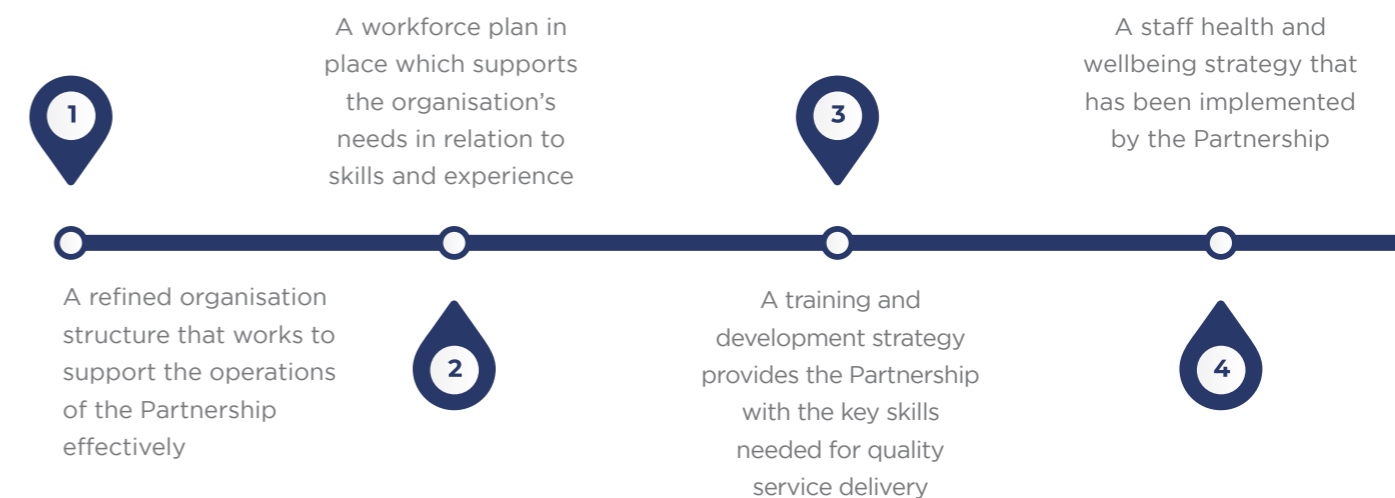 1
A refined organisation
structure that works to
support the operations
of the Partnership
effectively
A workforce plan in
place which supports
the organisation's
needs in relation to
skills and experience
2
3
A training and
development strategy
provides the Partnership
with the key skills
needed for quality
service delivery
A staff health and
wellbeing strategy that
has been implemented
by the Partnership
4